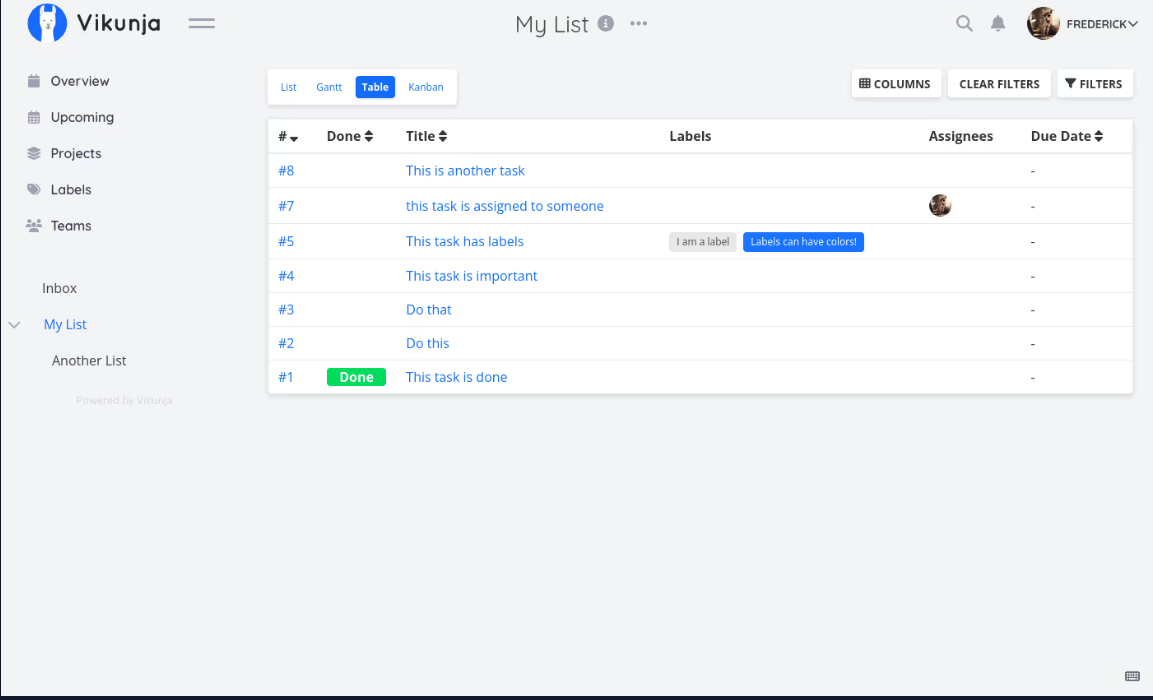 Vikunja
My List
FREDERICK
Overview
Upcoming
Projects
Labels
Teams
Inbox
My List
Another List
Powered by Vikunja
List Gantt Table Kanban
COLUMNS CLEAR FILTERS FILTERS
# Done Title Labels Assignees Due Date
#8 This is another task -
#7 this task is assigned to someone -
#5 This task has labels I am a label Labels can have colors! -
#4 This task is important -
#3 Do that -
#2 Do this -
#1 Done This task is done -